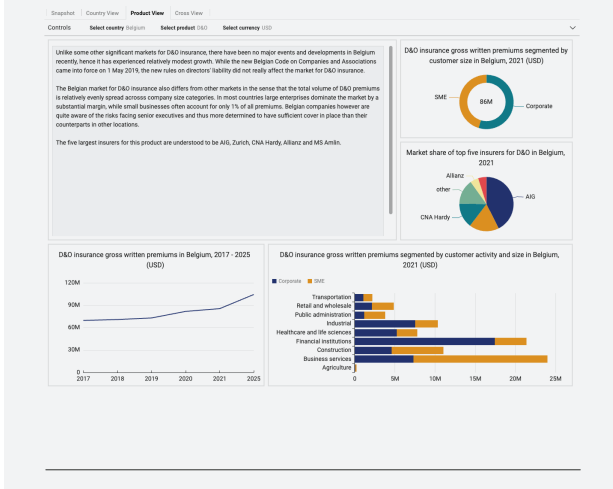 Snapshot Country View Product View Cross View
Controls Select country Belgium Select product D&O Select currency USD
Unlike some other significant markets for D&O insurance, there have been no major events and developments in Belgium
recently, hence it has experienced relatively modest growth. While the new Belgian Code on Companies and Associations
came into force on 1 May 2019, the new rules on directors' liability did not really affect the market for D&O insurance.
The Belgian market for D&O insurance also differs from other markets in the sense that the total volume of D&O premiums
is relatively evenly spread accross company size categories. In most countries large enterprises dominate the market by a
substantial margin, while small businesses often account for only 1% of all premiums. Belgian companies however are
quite aware of the risks facing senior executives and thus more determined to have sufficient cover in place than their
counterparts in other locations.
The five largest insurers for this product are understood to be AIG, Zurich, CNA Hardy, Allianz and MS Amlin.
D&O insurance gross written premiums segmented by
customer size in Belgium, 2021 (USD)
SME
86M
Corporate
Market share of top five insurers for D&O in Belgium,
2021
Allianz
other
AIG
CNA Hardy
D&O insurance gross written premiums in Belgium, 2017 - 2025
(USD)
120M
90M
60M
30M
0
2017 2018 2019 2020 2021 2025
D&O insurance gross written premiums segmented by customer activity and size in Belgium,
2021 (USD)
Corporate SME
Transportation
Retail and wholesale
Public administration
Industrial
Healthcare and life sciences
Financial institutions
Construction
Business services
Agriculture
0 5M 10M 15M 20M 25M